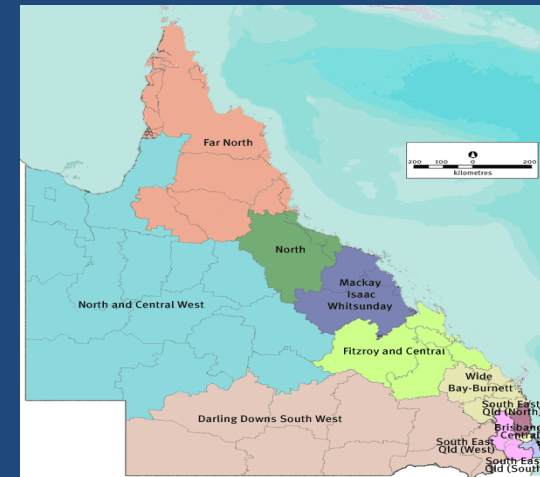 Far North
200 100 0 200
kilometres
North
Mackay
Isaac
Whitsunday
North and Central West
Fitzroy and Central
Wide
Bay-Burnett
South East
Qld (North)
Darling Downs South West
Brisbane
Central
South East
Qld (West)
South East
Qld (South